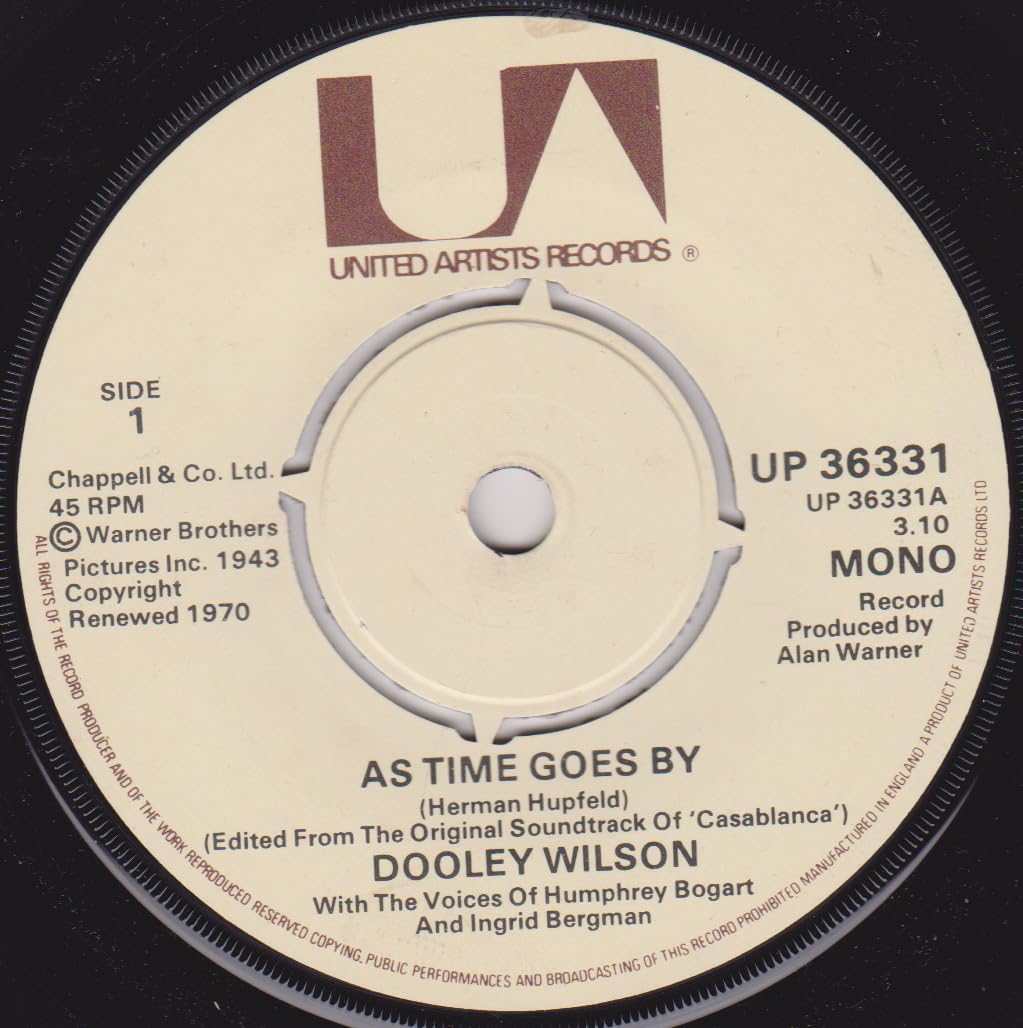 UA
UNITED ARTISTS RECORDS ®
SIDE
1
Chappell & Co. Ltd.
45 RPM
© Warner Brothers
Pictures Inc. 1943
Copyright
Renewed 1970
UP 36331
UP 36331A
3.10
MONO
Record
Produced by
Alan Warner
AS TIME GOES BY
(Herman Hupfeld)
(Edited From The Original Soundtrack Of 'Casablanca')
DOOLEY WILSON
With The Voices Of Humphrey Bogart
And Ingrid Bergman
ALL RIGHTS OF THE RECORD PRODUCER AND OF THE WORK REPRODUCED RESERVED COPYING, PUBLIC PERFORMANCES AND BROADCASTING OF THIS RECORD PROHIBITED MANUFACTURED IN ENGLAND A PRODUCT OF UNITED ARTISTS RECORDS LTD